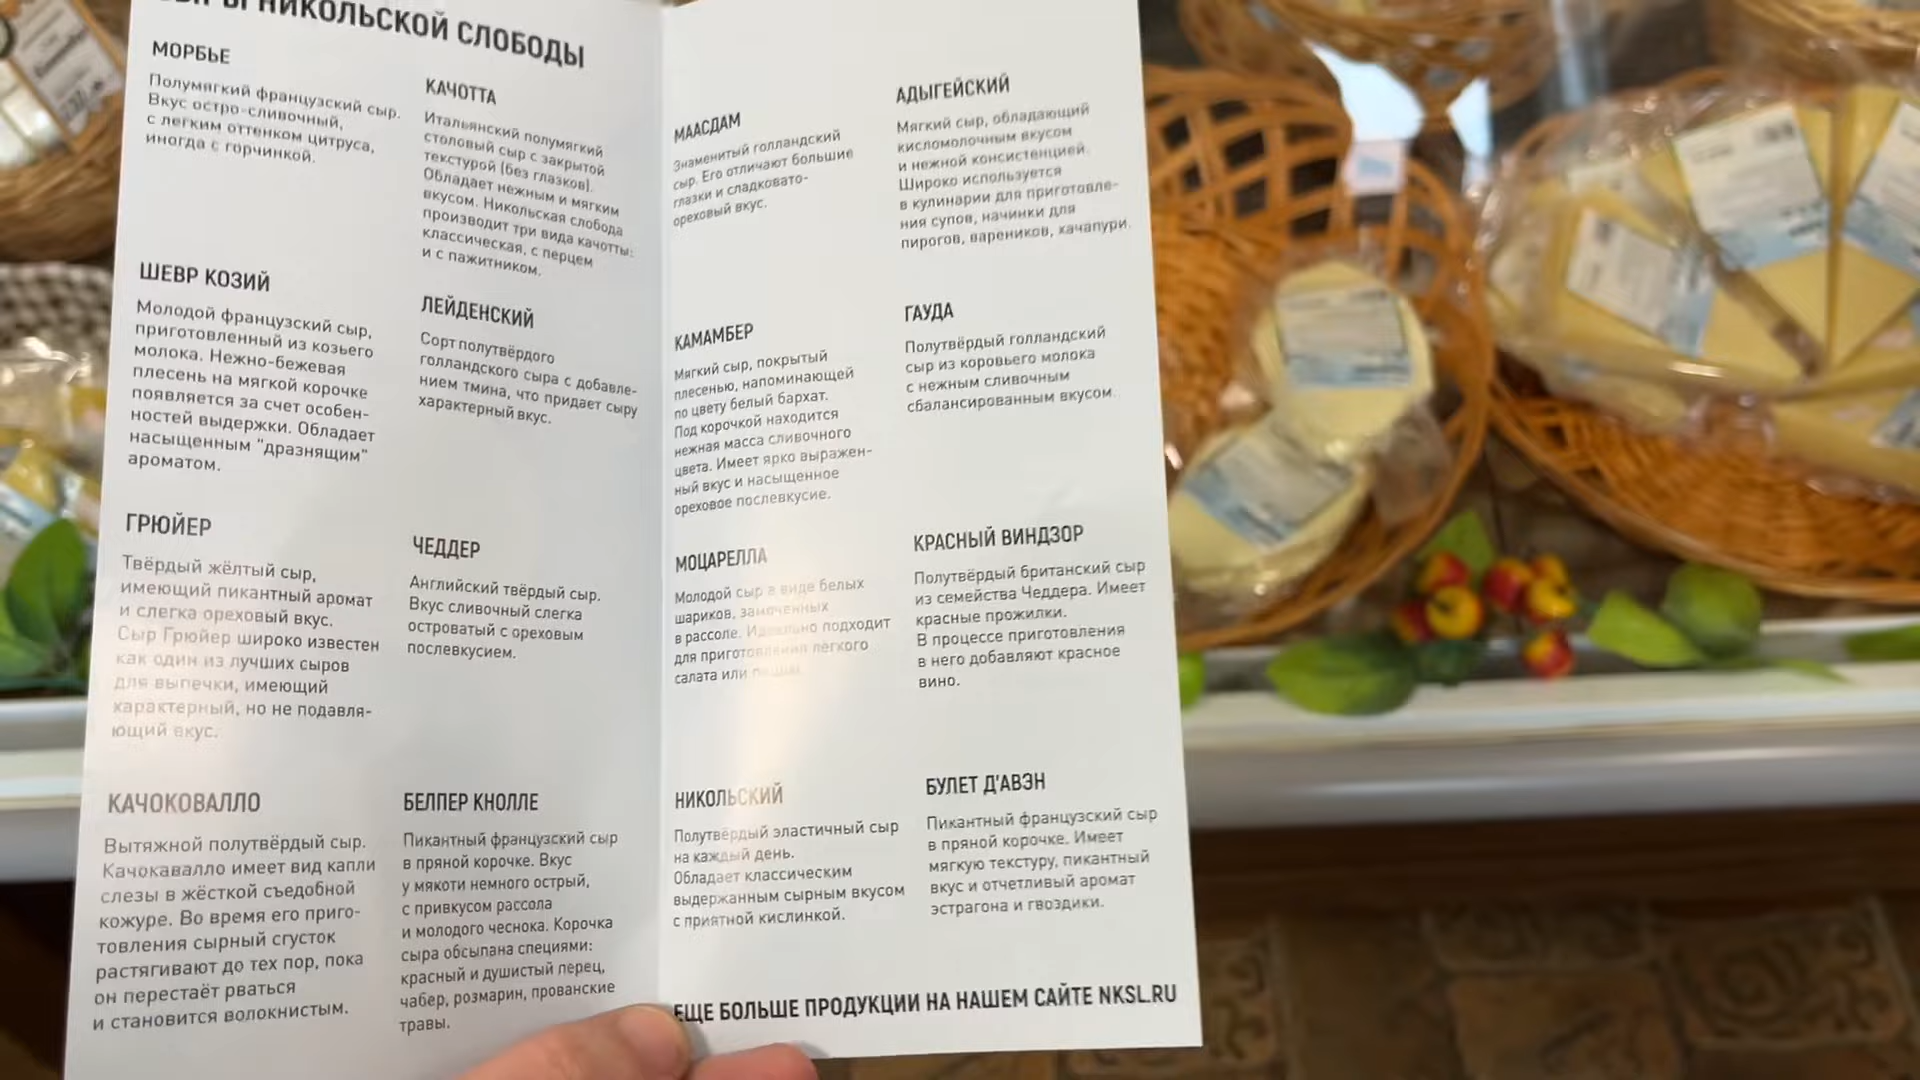 НИКОЛЬСКОЙ СЛОБОДЫ
МОРБЬЕ
Полумягкий французский сыр.
Вкус остро-сливочный,
с легким оттенком цитруса,
иногда с горчинкой.
ШЕВР КОЗИЙ
Молодой французский сыр,
приготовленный из козьего
молока. Нежно-бежевая
плесень на мягкой корочке
появляется за счет особен-
ностей выдержки. Обладает
насыщенным "дразнящим"
ароматом.
ГРЮЙЕР
Твёрдый жёлтый сыр,
имеющий пикантный аромат
и слегка ореховый вкус.
Сыр Грюйер широко известен
как один из лучших сыров
для выпечки, имеющий
характерный, но не подавля-
ющий вкус.
КАЧОКОВАЛЛО
Вытяжной полутвёрдый сыр.
Качокавалло имеет вид капли
слезы в жёсткой съедобной
кожуре. Во время его приго-
товления сырный сгусток
растягивают до тех пор, пока
он перестаёт рваться
и становится волокнистым.
КАЧОТТА
Итальянский полумягкий
столовый сыр с закрытой
текстурой (без глазков).
Обладает нежным и мягким
вкусом. Никольская слобода
производит три вида качотты:
классическая, с перцем
и с пажитником.
ЛЕЙДЕНСКИЙ
Сорт полутвёрдого
голландского сыра с добавле-
нием тмина, что придает сыру
характерный вкус.
ЧЕДДЕР
Английский твёрдый сыр.
Вкус сливочный слегка
островатый с ореховым
послевкусием.
БЕЛПЕР КНОЛЛЕ
Пикантный французский сыр
в пряной корочке. Вкус
у мякоти немного острый,
с привкусом рассола
и молодого чеснока. Корочка
сыра обсыпана специями:
красный и душистый перец,
чабер, розмарин, прованские
травы.
МААСДАМ
Знаменитый голландский
сыр. Его отличают большие
глазки и сладковато-
ореховый вкус.
КАМАМБЕР
Мягкий сыр, покрытый
плесенью, напоминающей
по цвету белый бархат.
Под корочкой находится
нежная масса сливочного
цвета. Имеет ярко выражен-
ный вкус и насыщенное
ореховое послевкусие.
МОЦАРЕЛЛА
Молодой сыр в виде белых
шариков, замоченных
в рассоле. Идеально подходит
для приготовления легкого
салата или пиццы.
НИКОЛЬСКИЙ
Полутвёрдый эластичный сыр
на каждый день.
Обладает классическим
выдержанным сырным вкусом
с приятной кислинкой.
АДЫГЕЙСКИЙ
Мягкий сыр, обладающий
кисломолочным вкусом
и нежной консистенцией.
Широко используется
в кулинарии для приготовле-
ния супов, начинки для
пирогов, вареников, хачапури.
ГАУДА
Полутвёрдый голландский
сыр из коровьего молока
с нежным сливочным
сбалансированным вкусом.
КРАСНЫЙ ВИНДЗОР
Полутвёрдый британский сыр
из семейства Чеддера. Имеет
красные прожилки.
В процессе приготовления
в него добавляют красное
вино.
БУЛЕТ Д'АВЭН
Пикантный французский сыр
в пряной корочке. Имеет
мягкую текстуру, пикантный
вкус и отчетливый аромат
эстрагона и гвоздики.
ЕЩЕ БОЛЬШЕ ПРОДУКЦИИ НА НАШЕМ САЙТЕ NKSL.RU